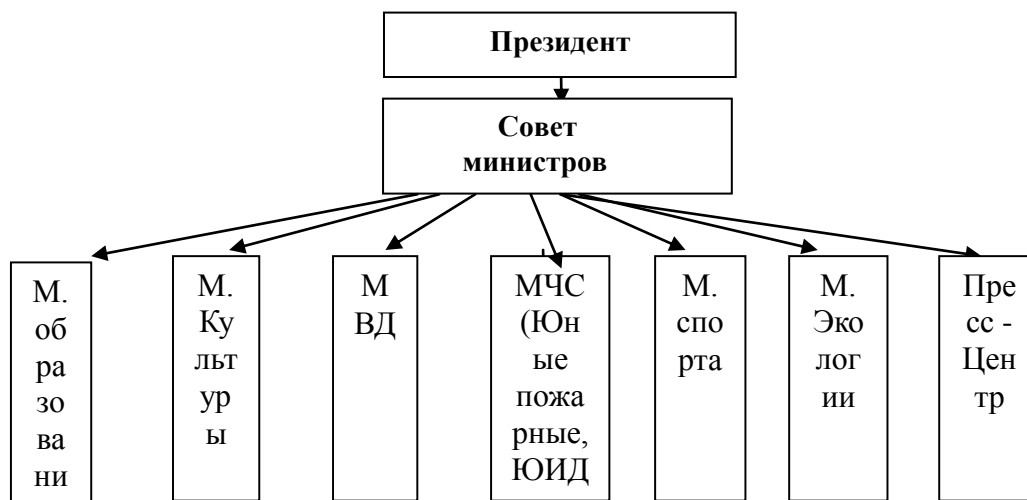 Президент
Совет
министров
М.
об
ра
зо
ва
ни
М.
Ку
льт
ур
ы
М
ВД
МЧС
(Юн
ые
пожа
рные,
ЮИД
М.
спо
рта
М.
Эко
лог
ии
Пре
сс -
Цен
тр